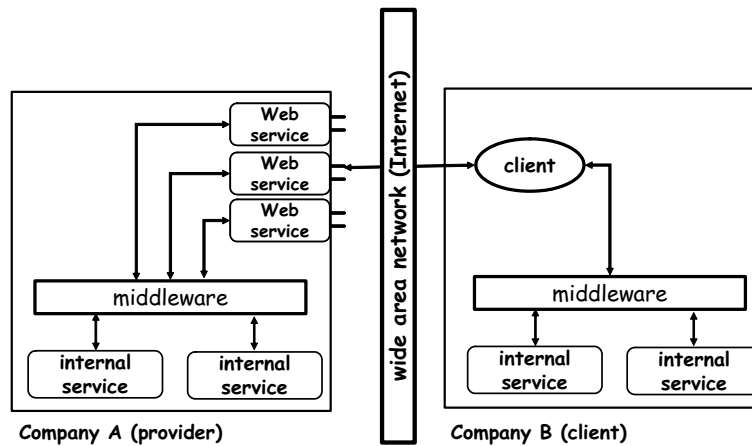 Web
service
Web
service
Web
service
middleware
internal
service
internal
service
Company A (provider)
wide area network (Internet)
client
middleware
internal
service
internal
service
Company B (client)